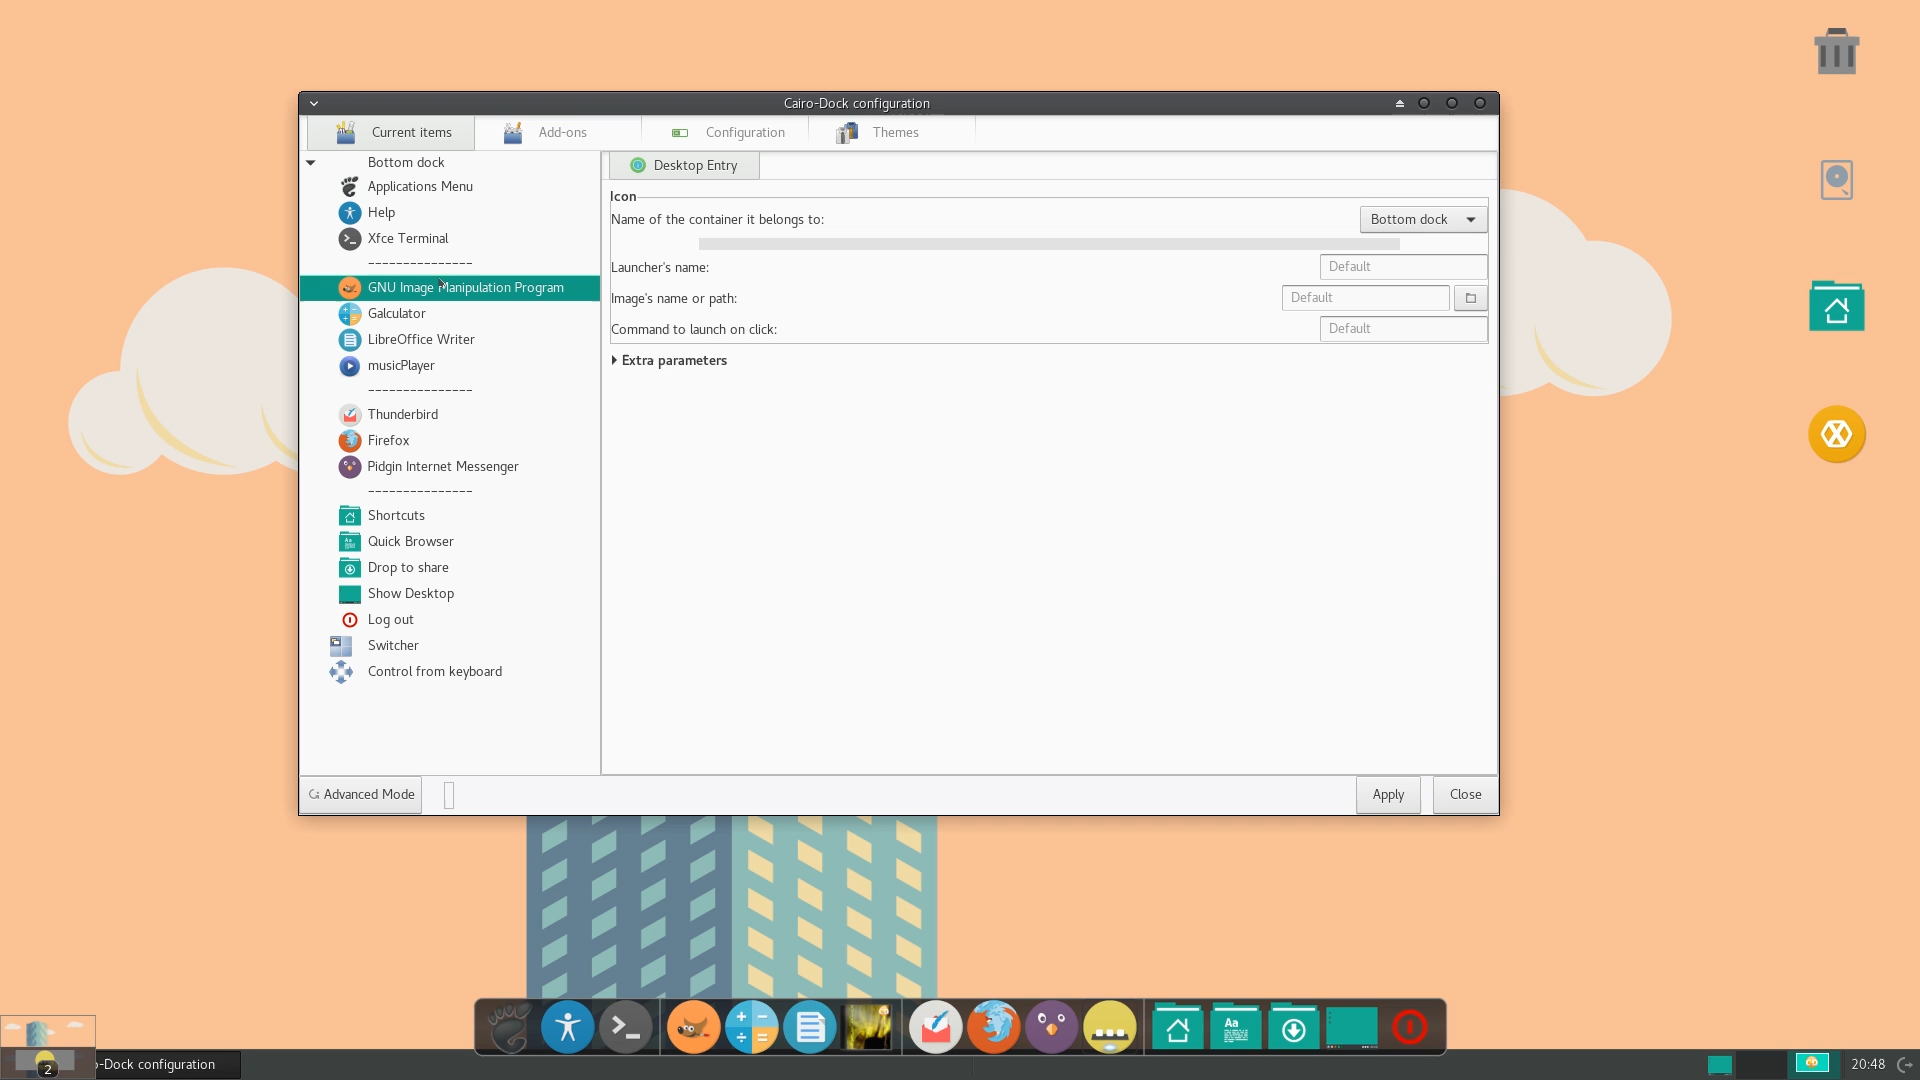 Cairo-Dock configuration
Current items
Add-ons
Configuration
Themes
Bottom dock
Applications Menu
Help
Xfce Terminal
---------------
GNU Image Manipulation Program
Galculator
LibreOffice Writer
musicPlayer
---------------
Thunderbird
Firefox
Pidgin Internet Messenger
---------------
Shortcuts
Quick Browser
Drop to share
Show Desktop
Log out
Switcher
Control from keyboard
Desktop Entry
Icon
Name of the container it belongs to:
Bottom dock
Launcher's name:
Default
Image's name or path:
Default
Command to launch on click:
Default
Extra parameters
Advanced Mode
Apply
Close
Aa
2
o-Dock configuration
20:48